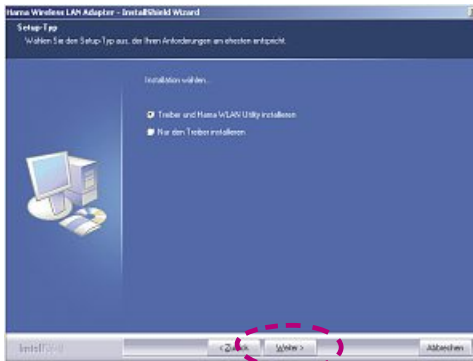 Hama Wireless LAN Adapter - InstallShield Wizard
Setup-Typ
Wählen Sie den Setup-Typ aus, der Ihren Anforderungen am ehesten entspricht.
Installation wählen...
Treiber und Hama WLAN Utility installieren
Nur den Treiber installieren
InstallShield
< Zurück
Weiter >
Abbrechen